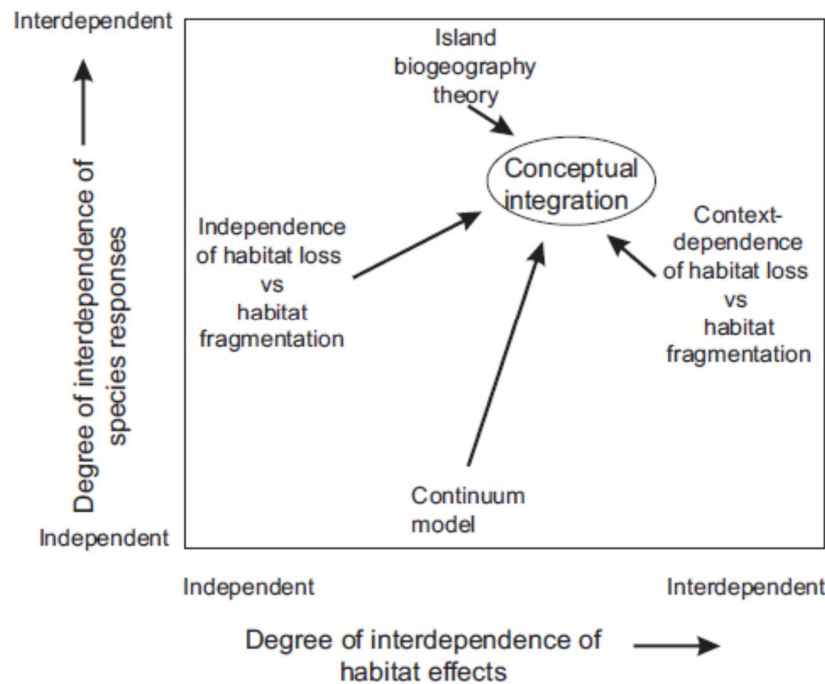 Interdependent
Degree of interdependence of
species responses
Independent
Island
biogeography
theory
Conceptual
integration
Independence
of habitat loss
vs
habitat
fragmentation
Context-
dependence
of habitat loss
vs
habitat
fragmentation
Continuum
model
Independent
Interdependent
Degree of interdependence of
habitat effects